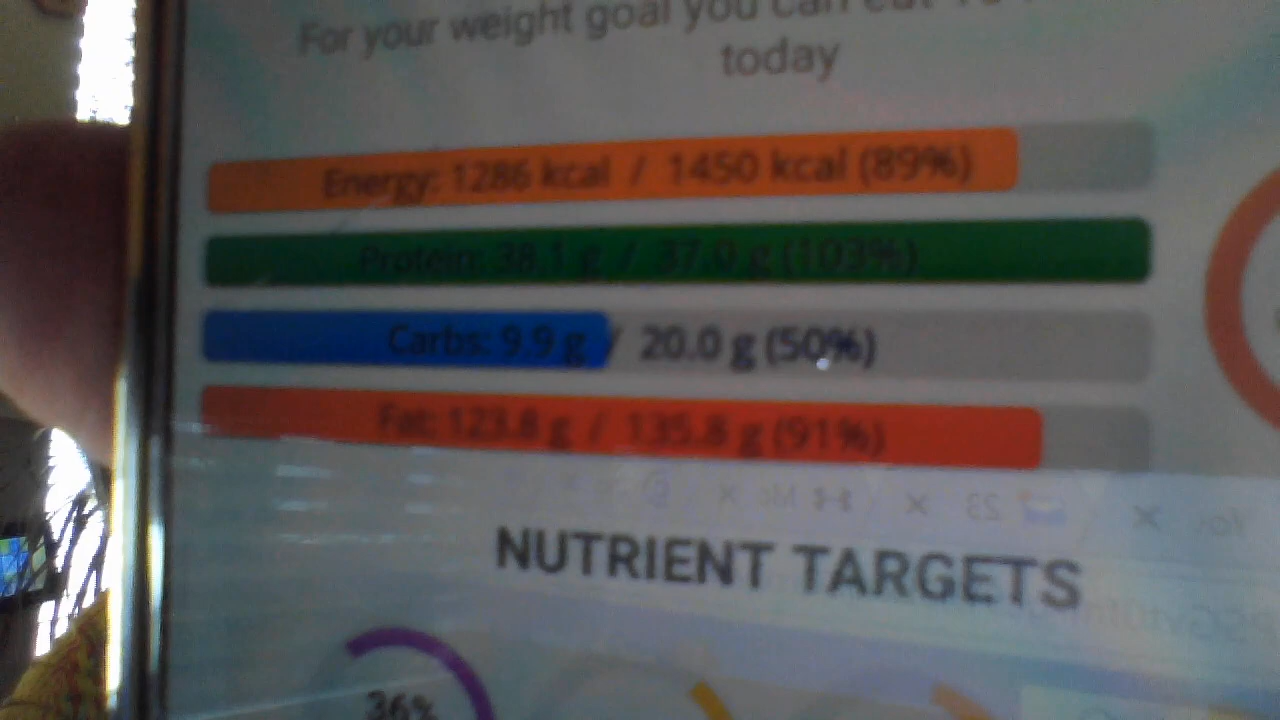 For your weight goal you can eat
today
Energy: 1286 kcal / 1450 kcal (89%)
Protein: 38.1 g / 37.0 g (103%)
Carbs: 9.9 g / 20.0 g (50%)
Fat: 123.8 g / 135.8 g (91%)
NUTRIENT TARGETS
36%